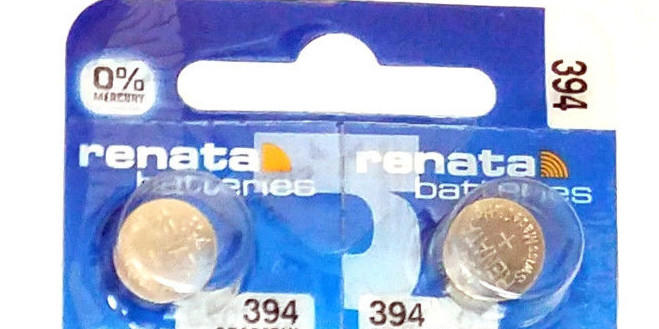 0%
MERCURY
394
renata
batteries
renata
batteries
394
394